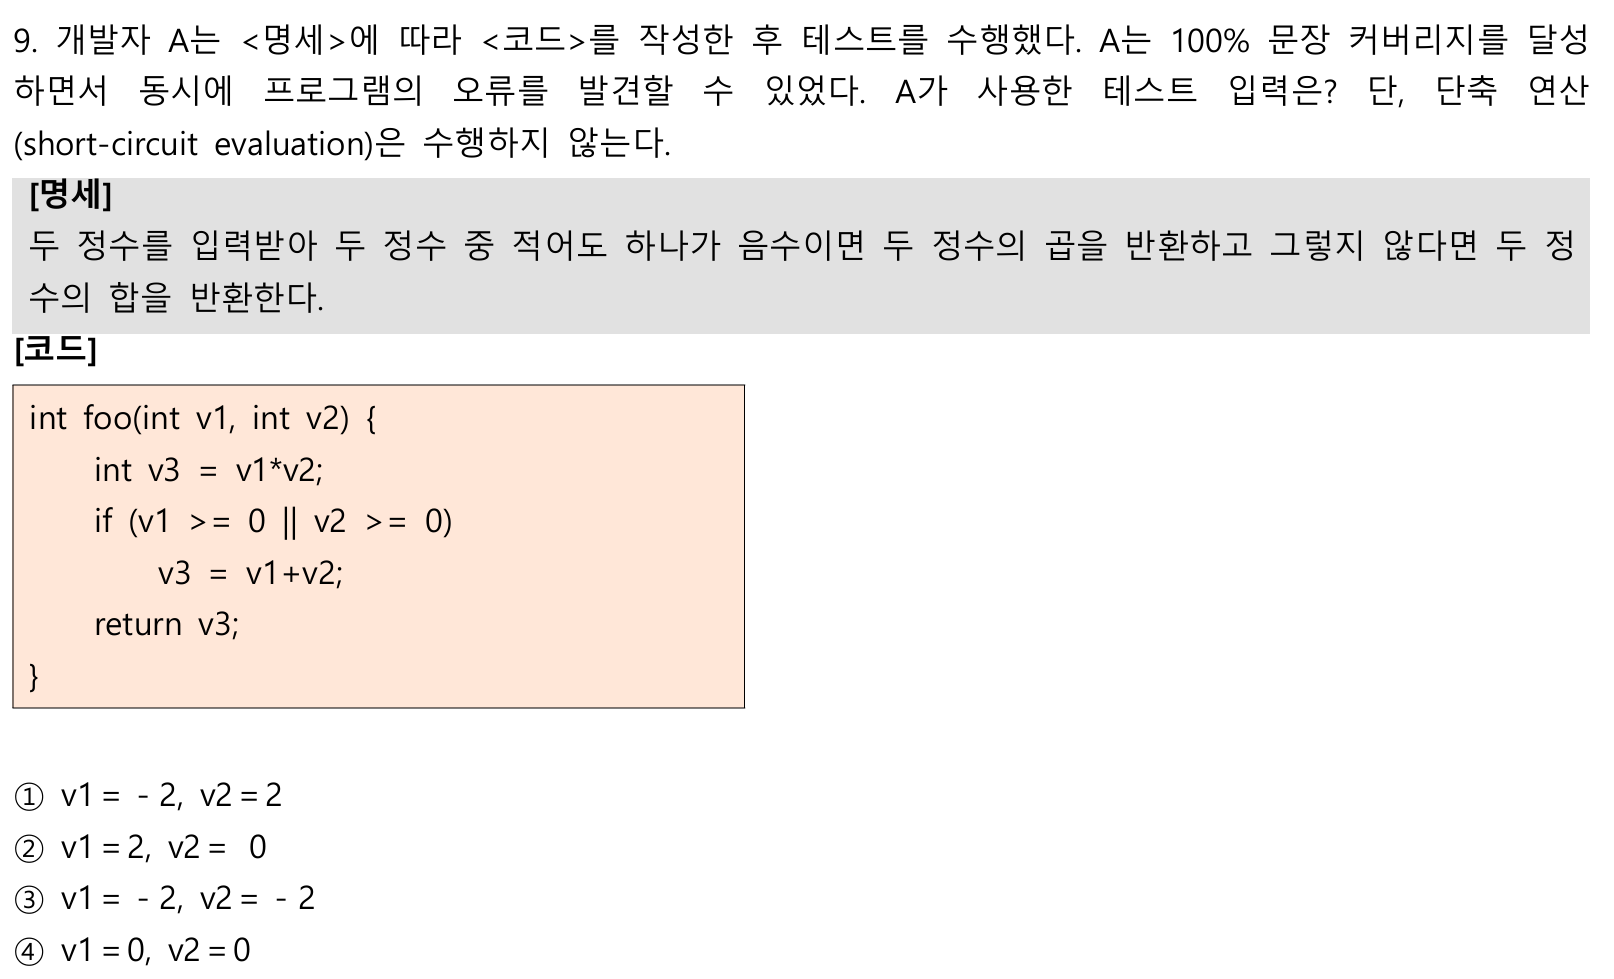 9. 개발자 A는 <명세>에 따라 <코드>를 작성한 후 테스트를 수행했다. A는 100% 문장 커버리지를 달성
하면서 동시에 프로그램의 오류를 발견할 수 있었다. A가 사용한 테스트 입력은? 단, 단축 연산
(short-circuit evaluation)은 수행하지 않는다.
[명세]
두 정수를 입력받아 두 정수 중 적어도 하나가 음수이면 두 정수의 곱을 반환하고 그렇지 않다면 두 정
수의 합을 반환한다.
[코드]
int foo(int v1, int v2) {
int v3 = v1*v2;
if (v1 >= 0 || v2 >= 0)
v3 = v1+v2;
return v3;
}
① v1 = - 2, v2 = 2
② v1 = 2, v2 = 0
③ v1 = - 2, v2 = - 2
④ v1 = 0, v2 = 0